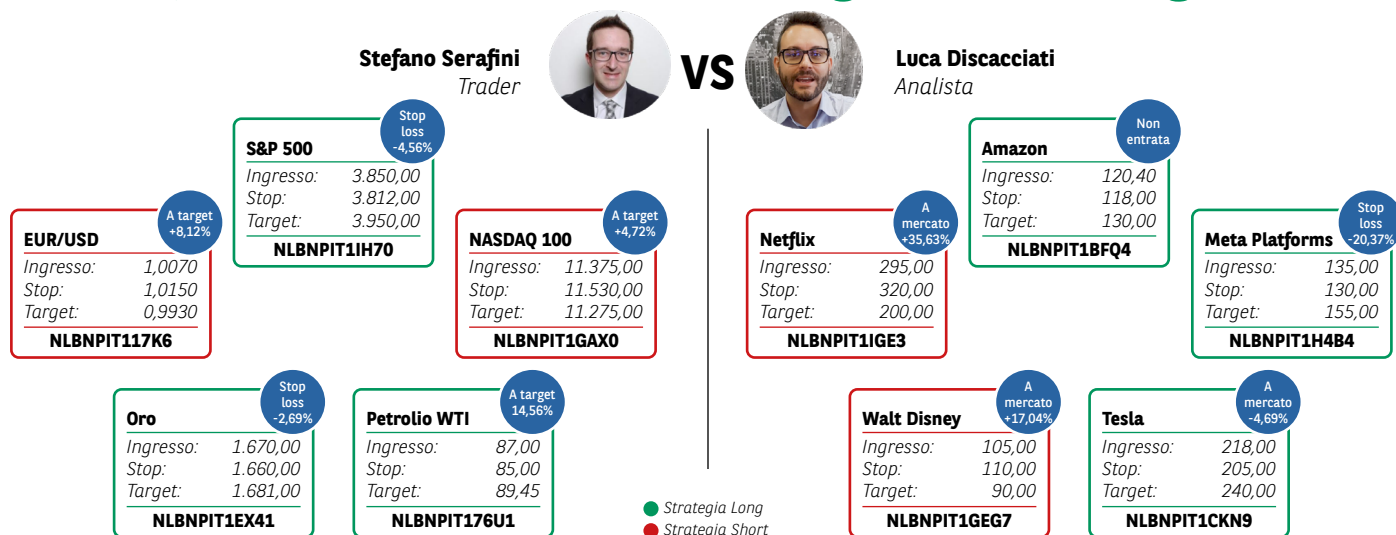 Stefano Serafini
Trader
VS
Luca Discacciati
Analista
S&P 500
Stop
loss
-4,56%
Ingresso: 3.850,00
Stop: 3.812,00
Target: 3.950,00
NLBNPIT1IH70
EUR/USD
A target
+8,12%
Ingresso: 1,0070
Stop: 1,0150
Target: 0,9930
NLBNPIT117K6
NASDAQ 100
A target
+4,72%
Ingresso: 11.375,00
Stop: 11.530,00
Target: 11.275,00
NLBNPIT1GAX0
Oro
Stop
loss
-2,69%
Ingresso: 1.670,00
Stop: 1.660,00
Target: 1.681,00
NLBNPIT1EX41
Petrolio WTI
A target
14,56%
Ingresso: 87,00
Stop: 85,00
Target: 89,45
NLBNPIT176U1
Amazon
Non
entrata
Ingresso: 120,40
Stop: 118,00
Target: 130,00
NLBNPIT1BFQ4
Netflix
A
mercato
+35,63%
Ingresso: 295,00
Stop: 320,00
Target: 200,00
NLBNPIT1IGE3
Meta Platforms
Stop
loss
-20,37%
Ingresso: 135,00
Stop: 130,00
Target: 155,00
NLBNPIT1H4B4
Walt Disney
A
mercato
+17,04%
Ingresso: 105,00
Stop: 110,00
Target: 90,00
NLBNPIT1GEG7
Tesla
A
mercato
-4,69%
Ingresso: 218,00
Stop: 205,00
Target: 240,00
NLBNPIT1CKN9
Strategia Long
Strategia Short